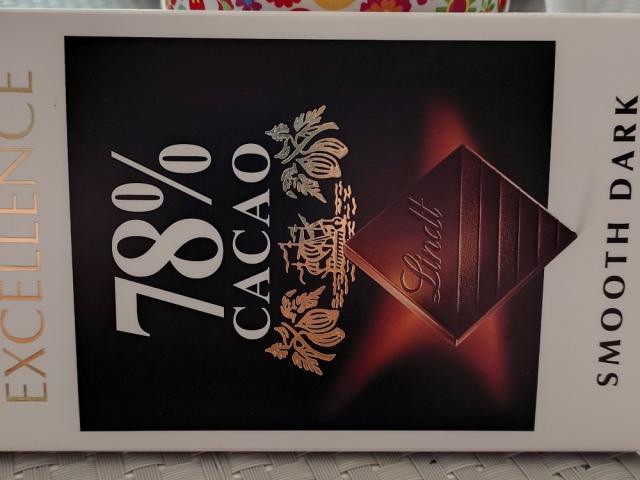 EXCELLENCE
78%
CACAO
Lindt
SMOOTH DARK